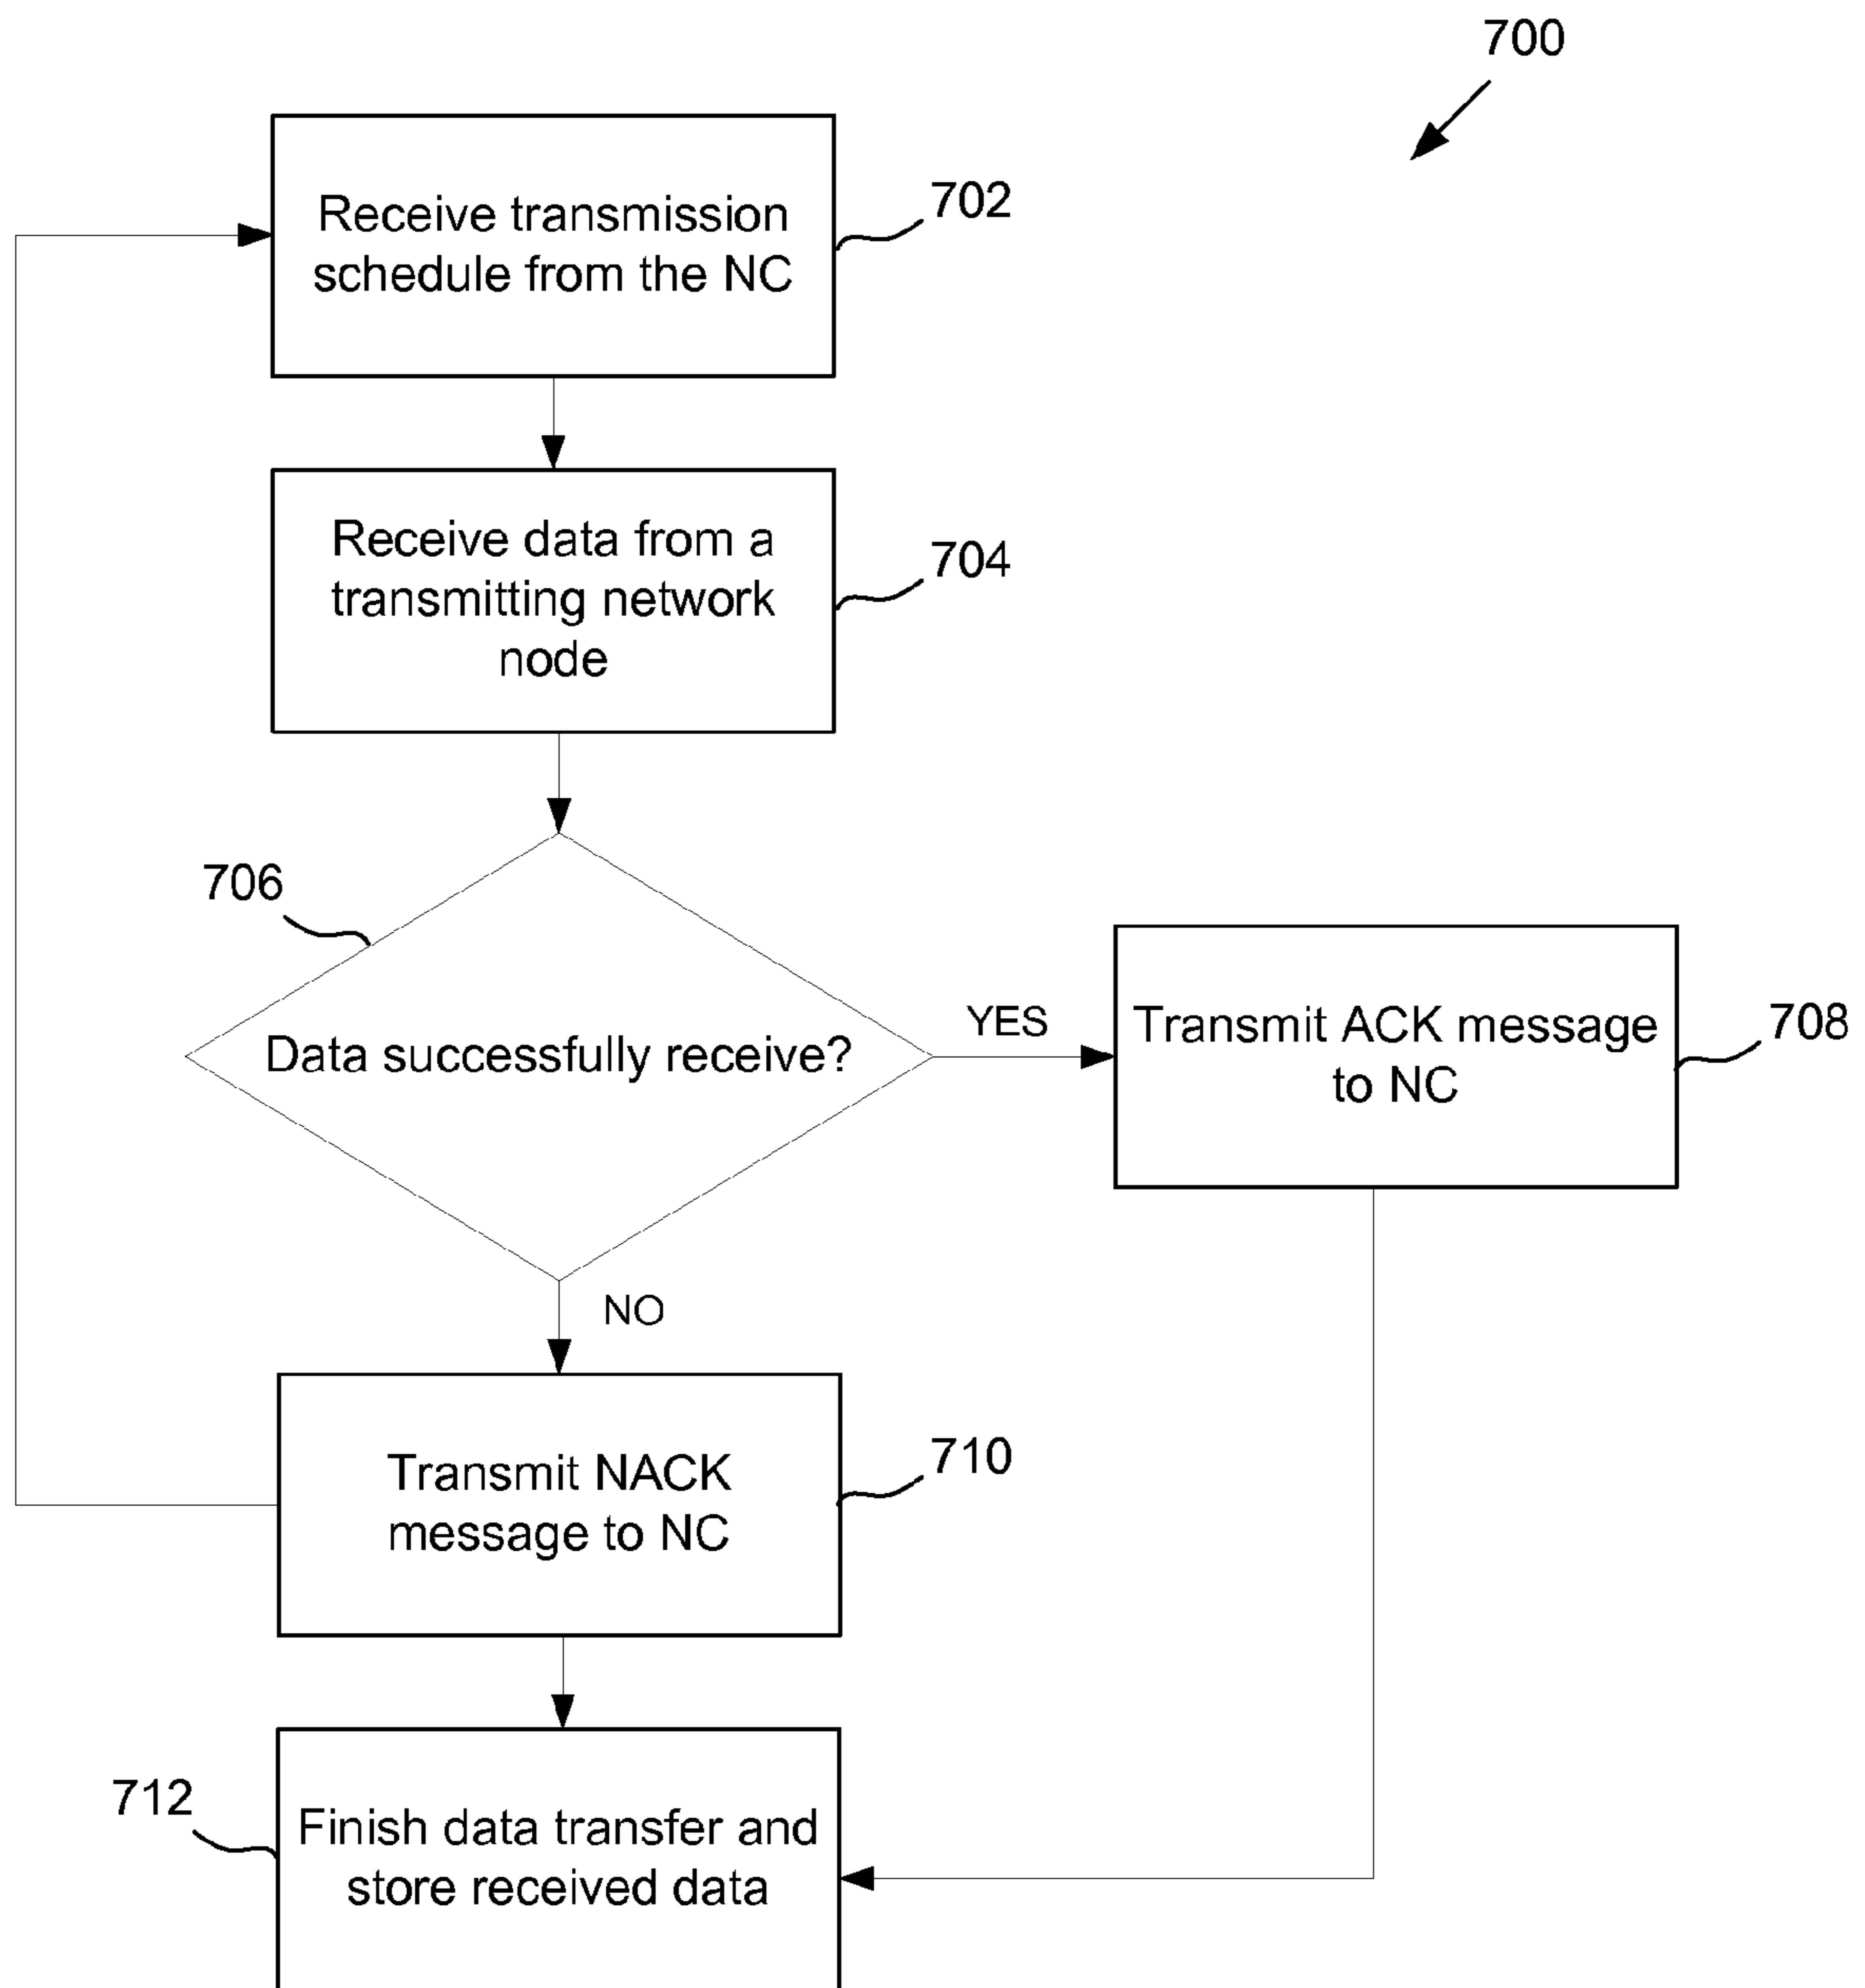 700
Receive transmission
schedule from the NC
702
Receive data from a
transmitting network
node
704
706
Data successfully receive?
YES
Transmit ACK message
to NC
708
NO
Transmit NACK
message to NC
710
712
Finish data transfer and
store received data